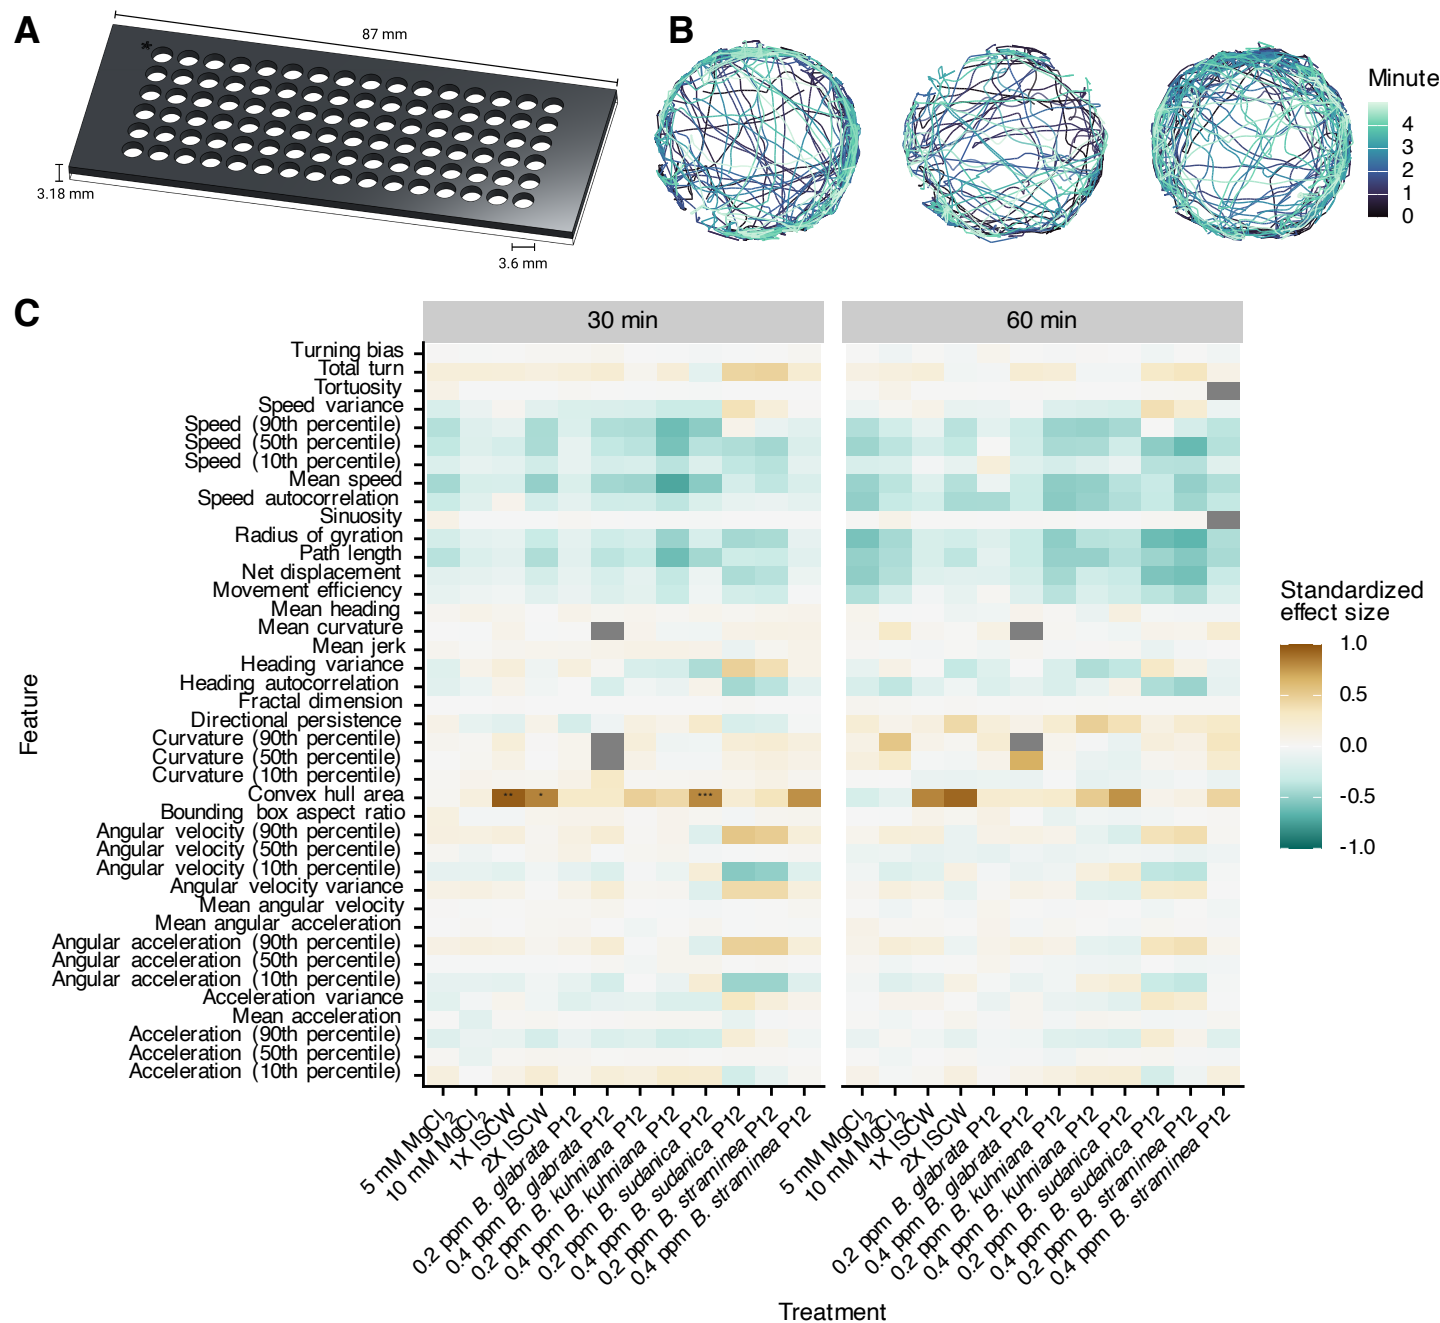 A
*
87 mm
3.18 mm
3.6 mm
B
Minute
4
3
2
1
0
C
30 min
60 min
Feature
Turning bias
Total turn
Tortuosity
Speed variance
Speed (90th percentile)
Speed (50th percentile)
Speed (10th percentile)
Mean speed
Speed autocorrelation
Sinuosity
Radius of gyration
Path length
Net displacement
Movement efficiency
Mean heading
Mean curvature
Mean jerk
Heading variance
Heading autocorrelation
Fractal dimension
Directional persistence
Curvature (90th percentile)
Curvature (50th percentile)
Curvature (10th percentile)
Convex hull area
** * ***
Bounding box aspect ratio
Angular velocity (90th percentile)
Angular velocity (50th percentile)
Angular velocity (10th percentile)
Angular velocity variance
Mean angular velocity
Mean angular acceleration
Angular acceleration (90th percentile)
Angular acceleration (50th percentile)
Angular acceleration (10th percentile)
Acceleration variance
Mean acceleration
Acceleration (90th percentile)
Acceleration (50th percentile)
Acceleration (10th percentile)
5 mM MgCl2
10 mM MgCl2
1X ISCW
2X ISCW
0.2 ppm B. glabrata P12
0.4 ppm B. glabrata P12
0.2 ppm B. kuhniana P12
0.4 ppm B. kuhniana P12
0.2 ppm B. sudanica P12
0.4 ppm B. sudanica P12
0.2 ppm B. straminea P12
0.4 ppm B. straminea P12
5 mM MgCl2
10 mM MgCl2
1X ISCW
2X ISCW
0.2 ppm B. glabrata P12
0.4 ppm B. glabrata P12
0.2 ppm B. kuhniana P12
0.4 ppm B. kuhniana P12
0.2 ppm B. sudanica P12
0.4 ppm B. sudanica P12
0.2 ppm B. straminea P12
0.4 ppm B. straminea P12
Treatment
Standardized
effect size
1.0
0.5
0.0
-0.5
-1.0